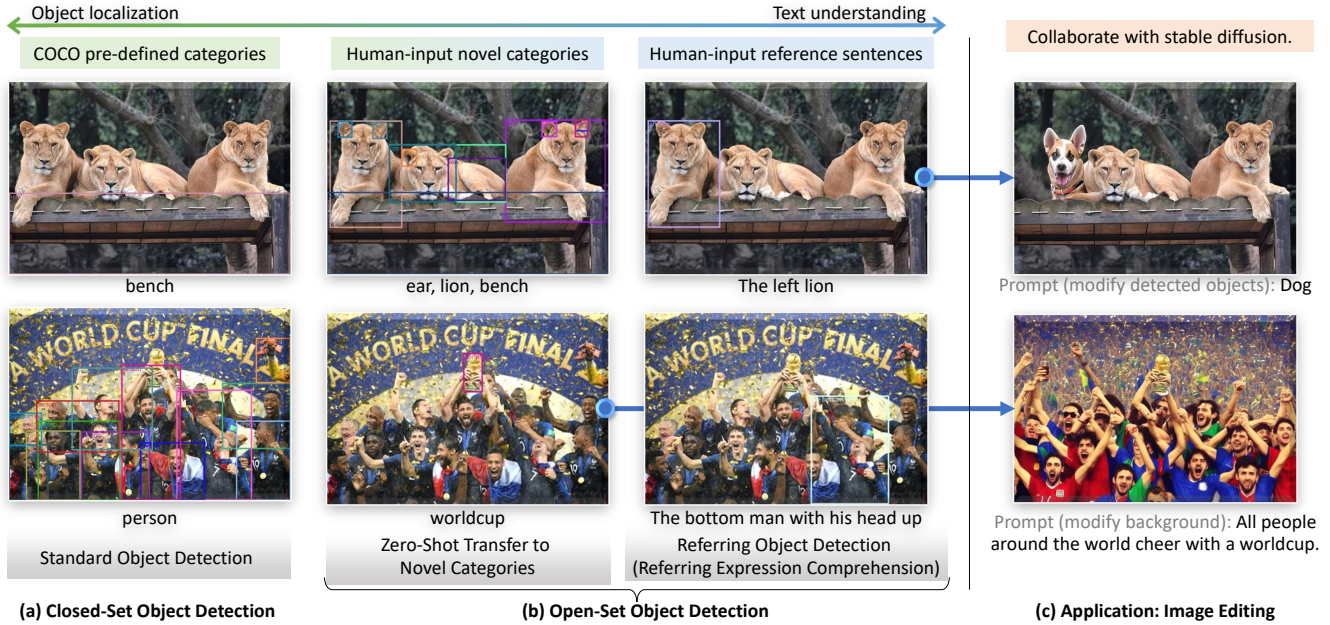 Object localization
Text understanding
COCO pre-defined categories
Human-input novel categories
Human-input reference sentences
Collaborate with stable diffusion.
bench
ear, lion, bench
The left lion
Prompt (modify detected objects): Dog
A WORLD CUP FINAL
A WORLD CUP FINAL
A WORLD CUP FINAL
person
worldcup
The bottom man with his head up
Prompt (modify background): All people
around the world cheer with a worldcup.
Standard Object Detection
Zero-Shot Transfer to
Novel Categories
Referring Object Detection
(Referring Expression Comprehension)
(a) Closed-Set Object Detection
(b) Open-Set Object Detection
(c) Application: Image Editing